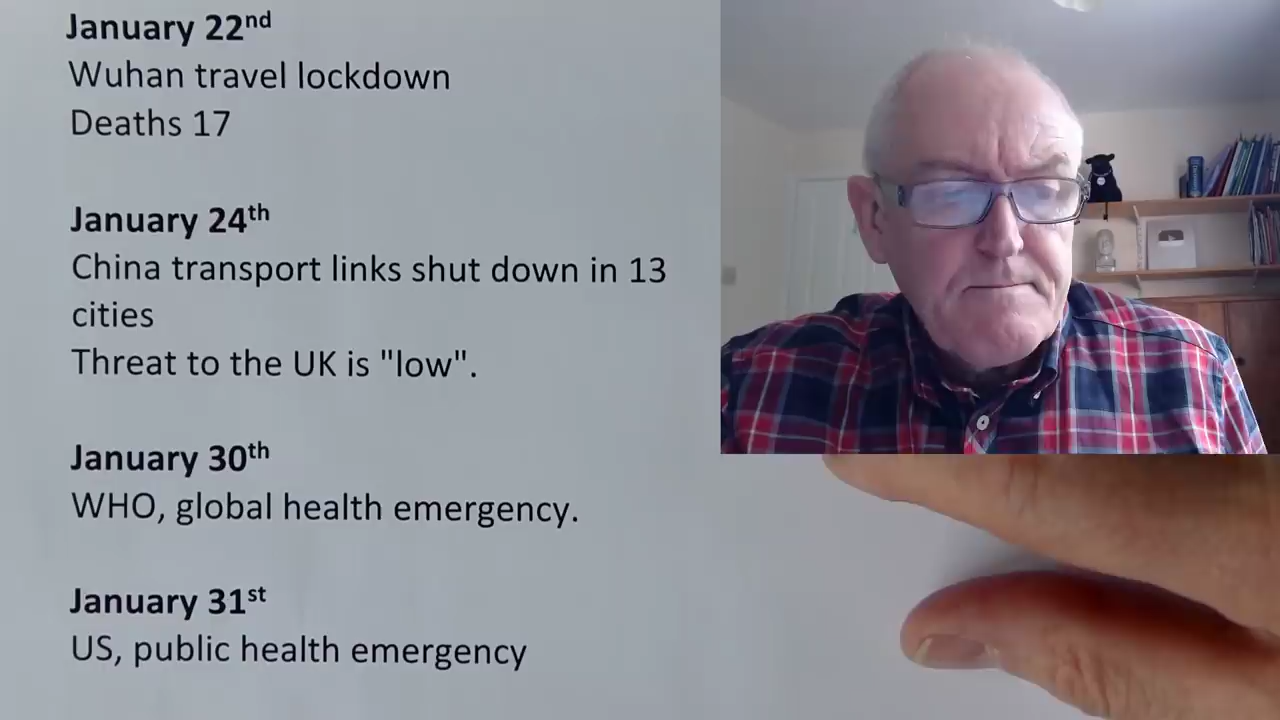 January 22nd
Wuhan travel lockdown
Deaths 17
January 24th
China transport links shut down in 13
cities
Threat to the UK is "low".
January 30th
WHO, global health emergency.
January 31st
US, public health emergency